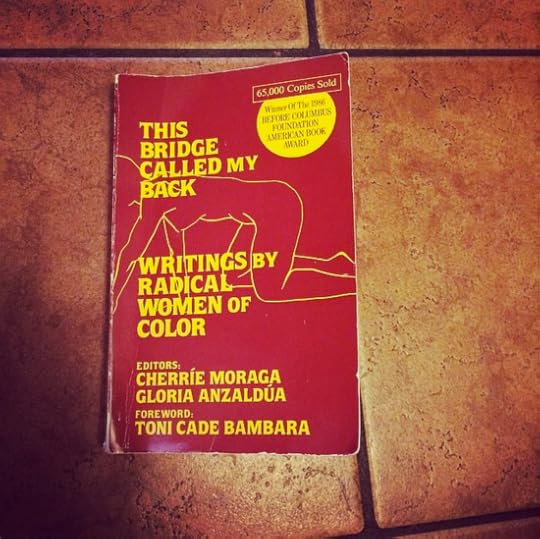 65,000 Copies Sold
Winner Of The 1986
BEFORE COLUMBUS
FOUNDATION
AMERICAN BOOK
AWARD
THIS
BRIDGE
CALLED MY
BACK
WRITINGS BY
RADICAL
WOMEN OF
COLOR
EDITORS:
CHERRÍE MORAGA
GLORIA ANZALDÚA
FOREWORD:
TONI CADE BAMBARA